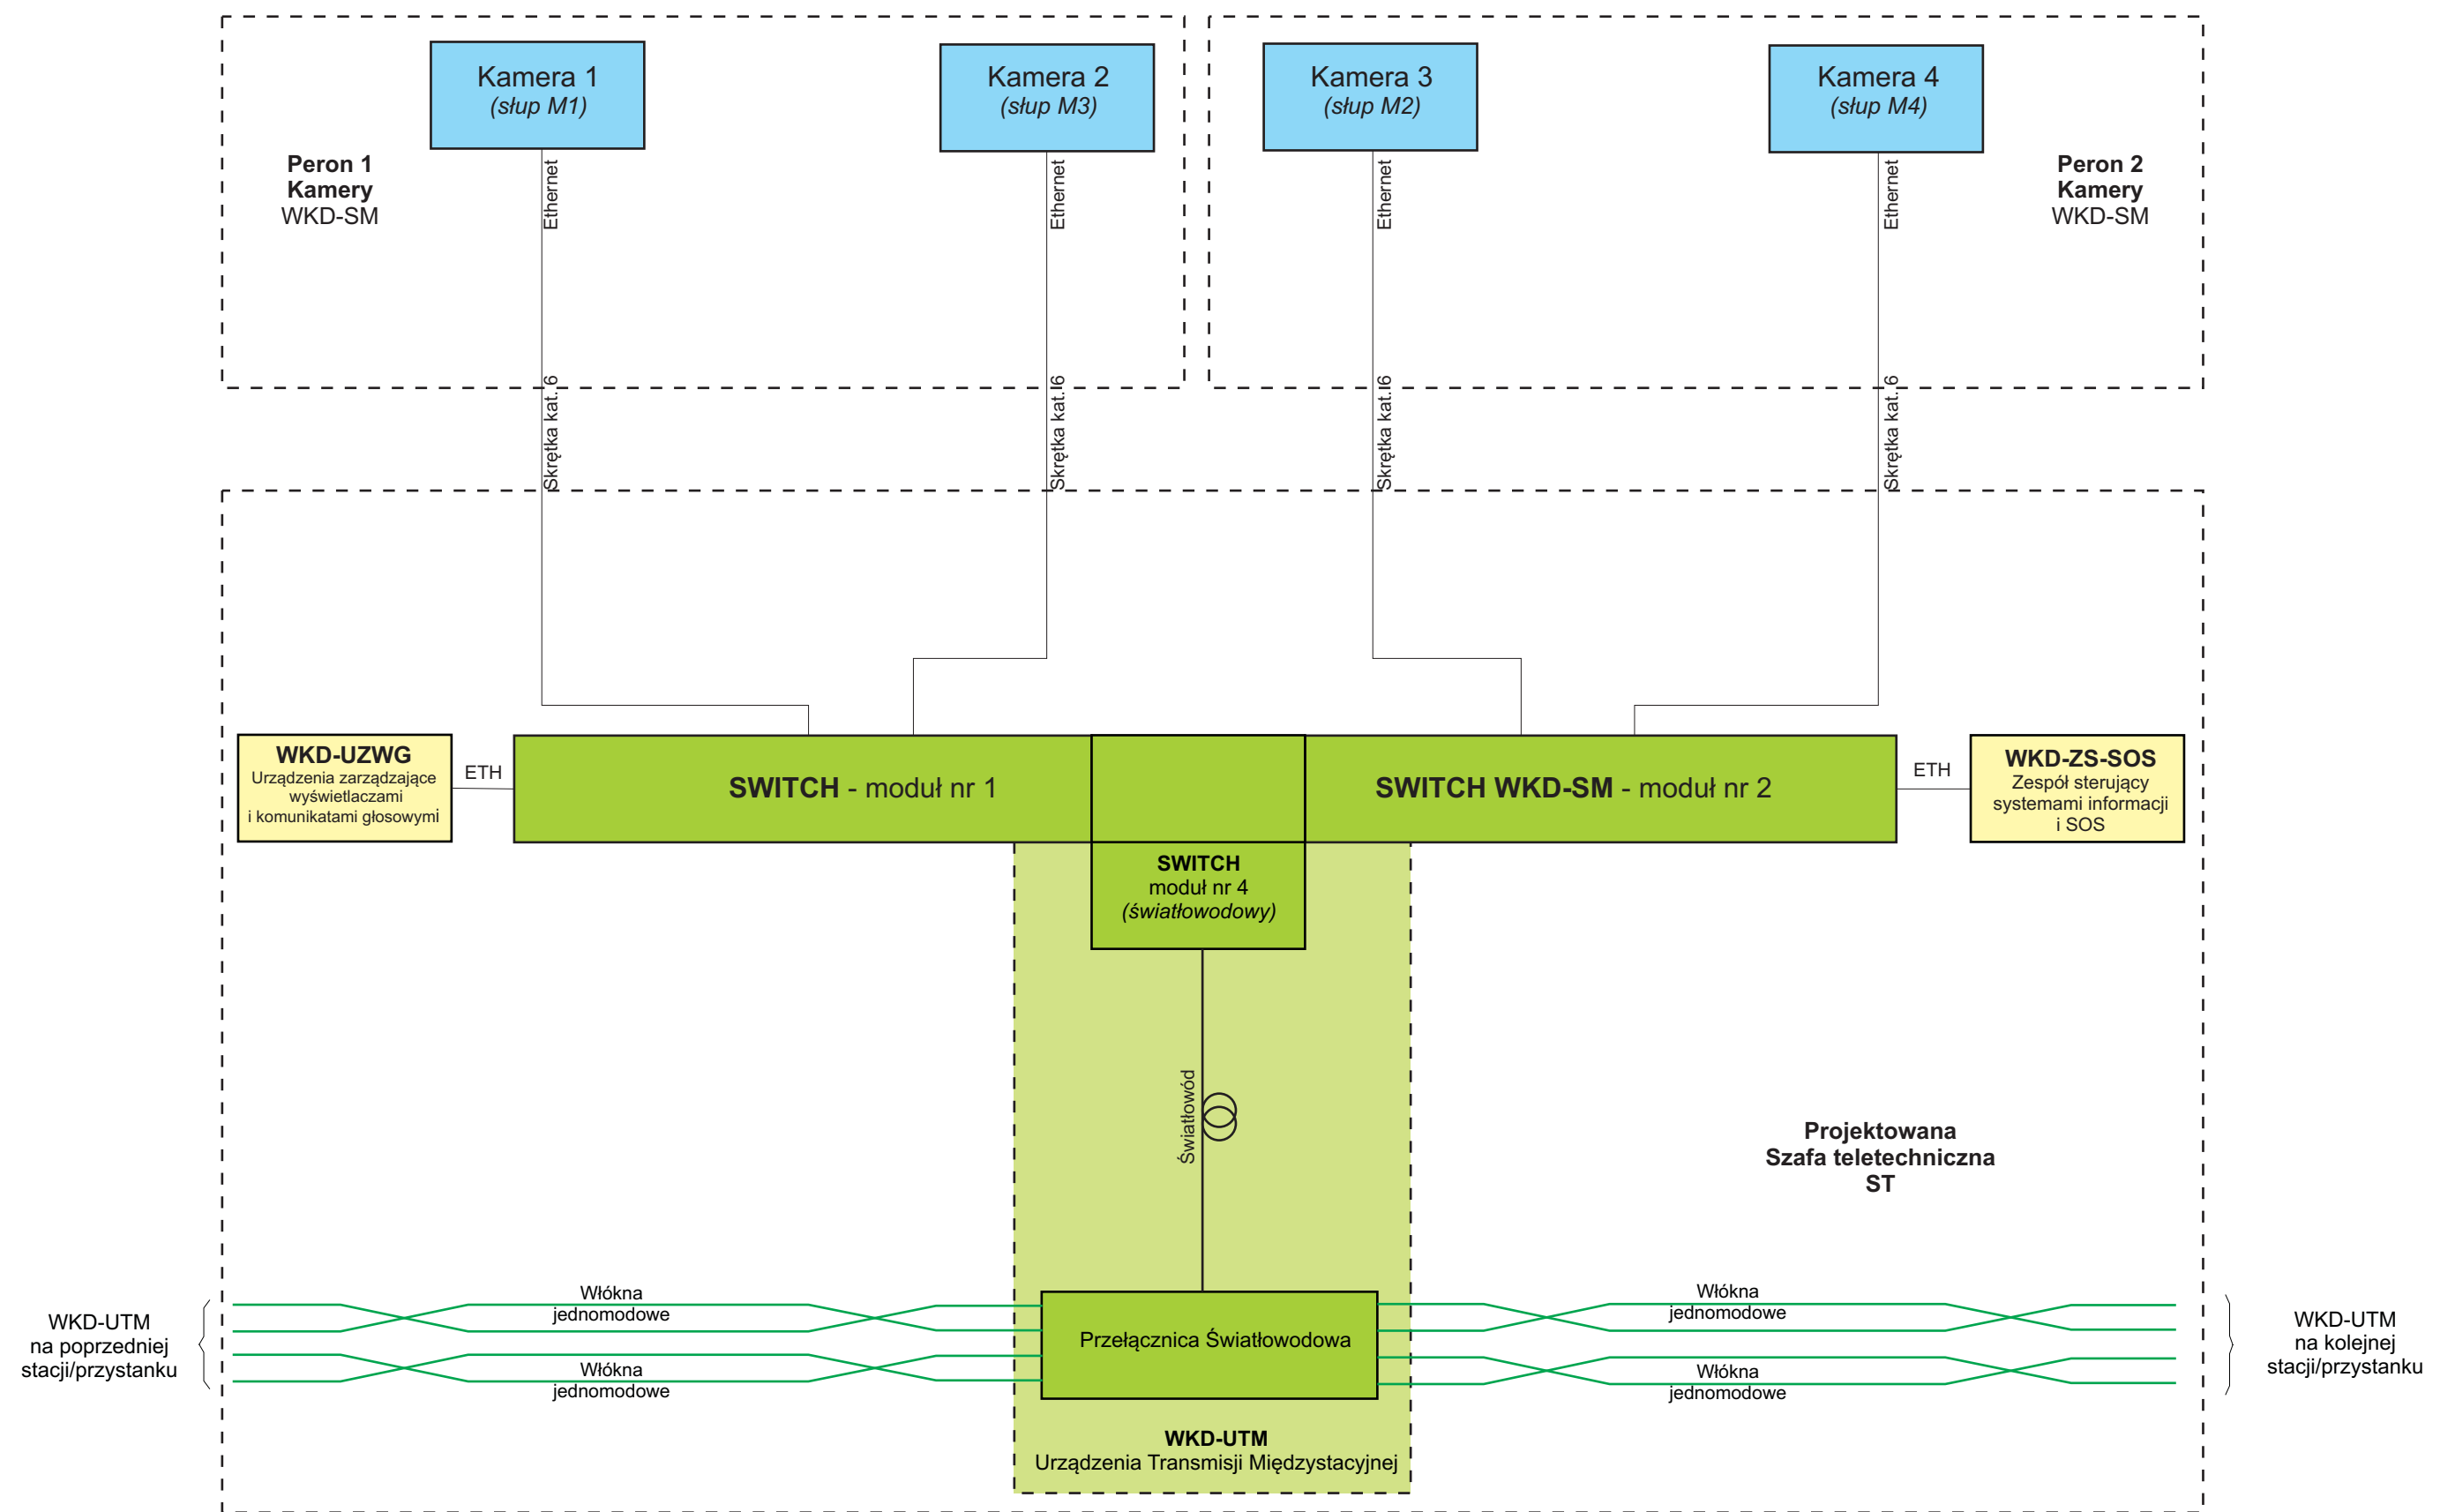 Kamera 1
(słup M1)
Kamera 2
(słup M3)
Kamera 3
(słup M2)
Kamera 4
(słup M4)
Peron 1
Kamery
WKD-SM
Ethernet
Ethernet
Ethernet
Ethernet
Peron 2
Kamery
WKD-SM
Skrętka kat. 6
Skrętka kat. 6
Skrętka kat. 6
Skrętka kat. 6
WKD-UZWG
Urządzenia zarządzające
wyświetlaczami
i komunikatami głosowymi
ETH
SWITCH - moduł nr 1
SWITCH WKD-SM - moduł nr 2
ETH
WKD-ZS-SOS
Zespół sterujący
systemami informacji
i SOS
SWITCH
moduł nr 4
(światłowodowy)
Światłowód
Projektowana
Szafa teletechniczna
ST
WKD-UTM
na poprzedniej
stacji/przystanku
Włókna
jednomodowe
Włókna
jednomodowe
Przełącznica Światłowodowa
Włókna
jednomodowe
Włókna
jednomodowe
WKD-UTM
na kolejnej
stacji/przystanku
WKD-UTM
Urządzenia Transmisji Międzystacyjnej